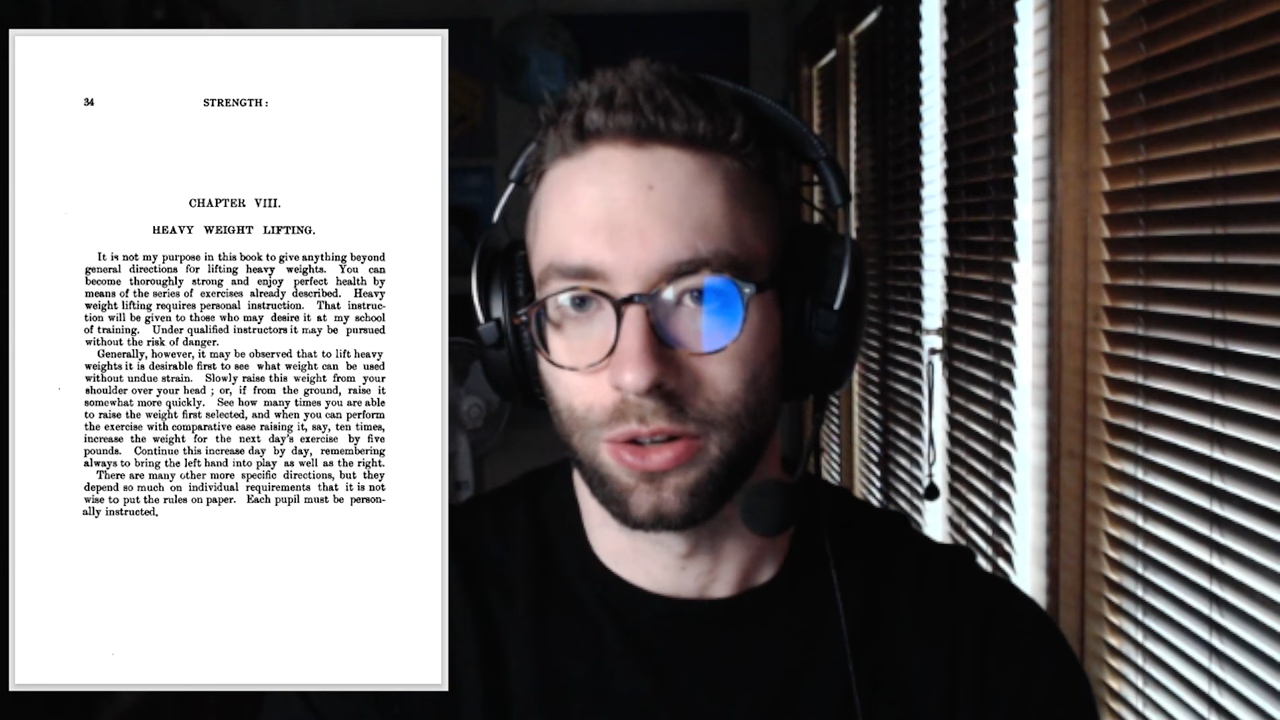 34
STRENGTH:
CHAPTER VIII.
HEAVY WEIGHT LIFTING.
It is not my purpose in this book to give anything beyond
general directions for lifting heavy weights. You can
become thoroughly strong and enjoy perfect health by
means of the series of exercises already described. Heavy
weight lifting requires personal instruction. That instruc-
tion will be given to those who may desire it at my school
of training. Under qualified instructors it may be pursued
without the risk of danger.
Generally, however, it may be observed that to lift heavy
weights it is desirable first to see what weight can be used
without undue strain. Slowly raise this weight from your
shoulder over your head ; or, if from the ground, raise it
somewhat more quickly. See how many times you are able
to raise the weight first selected, and when you can perform
the exercise with comparative ease raising it, say, ten times,
increase the weight for the next day's exercise by five
pounds. Continue this increase day by day, remembering
always to bring the left hand into play as well as the right.
There are many other more specific directions, but they
depend so much on individual requirements that it is not
wise to put the rules on paper. Each pupil must be person-
ally instructed.